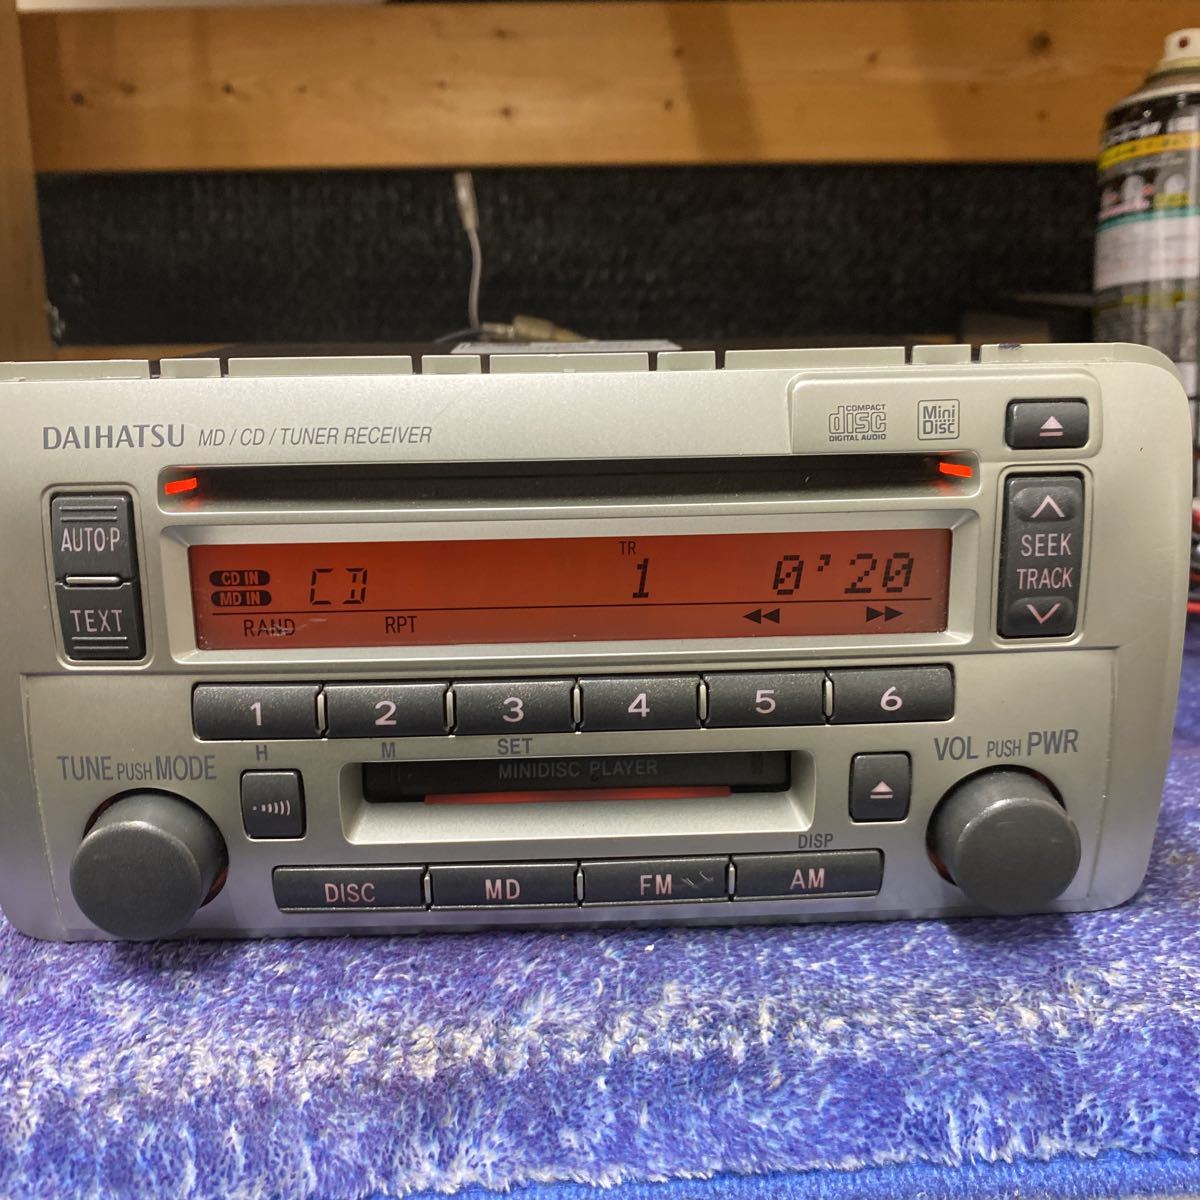 DAIHATSU MD / CD / TUNER RECEIVER
COMPACT
disc
DIGITAL AUDIO
Mini
Disc
AUTO·P
TEXT
SEEK
TRACK
TR
CD IN
MD IN
CD 1 0'20
RAND RPT
1 2 3 4 5 6
H M SET
TUNE PUSH MODE
VOL PUSH PWR
MINIDISC PLAYER
DISP
DISC MD FM AM